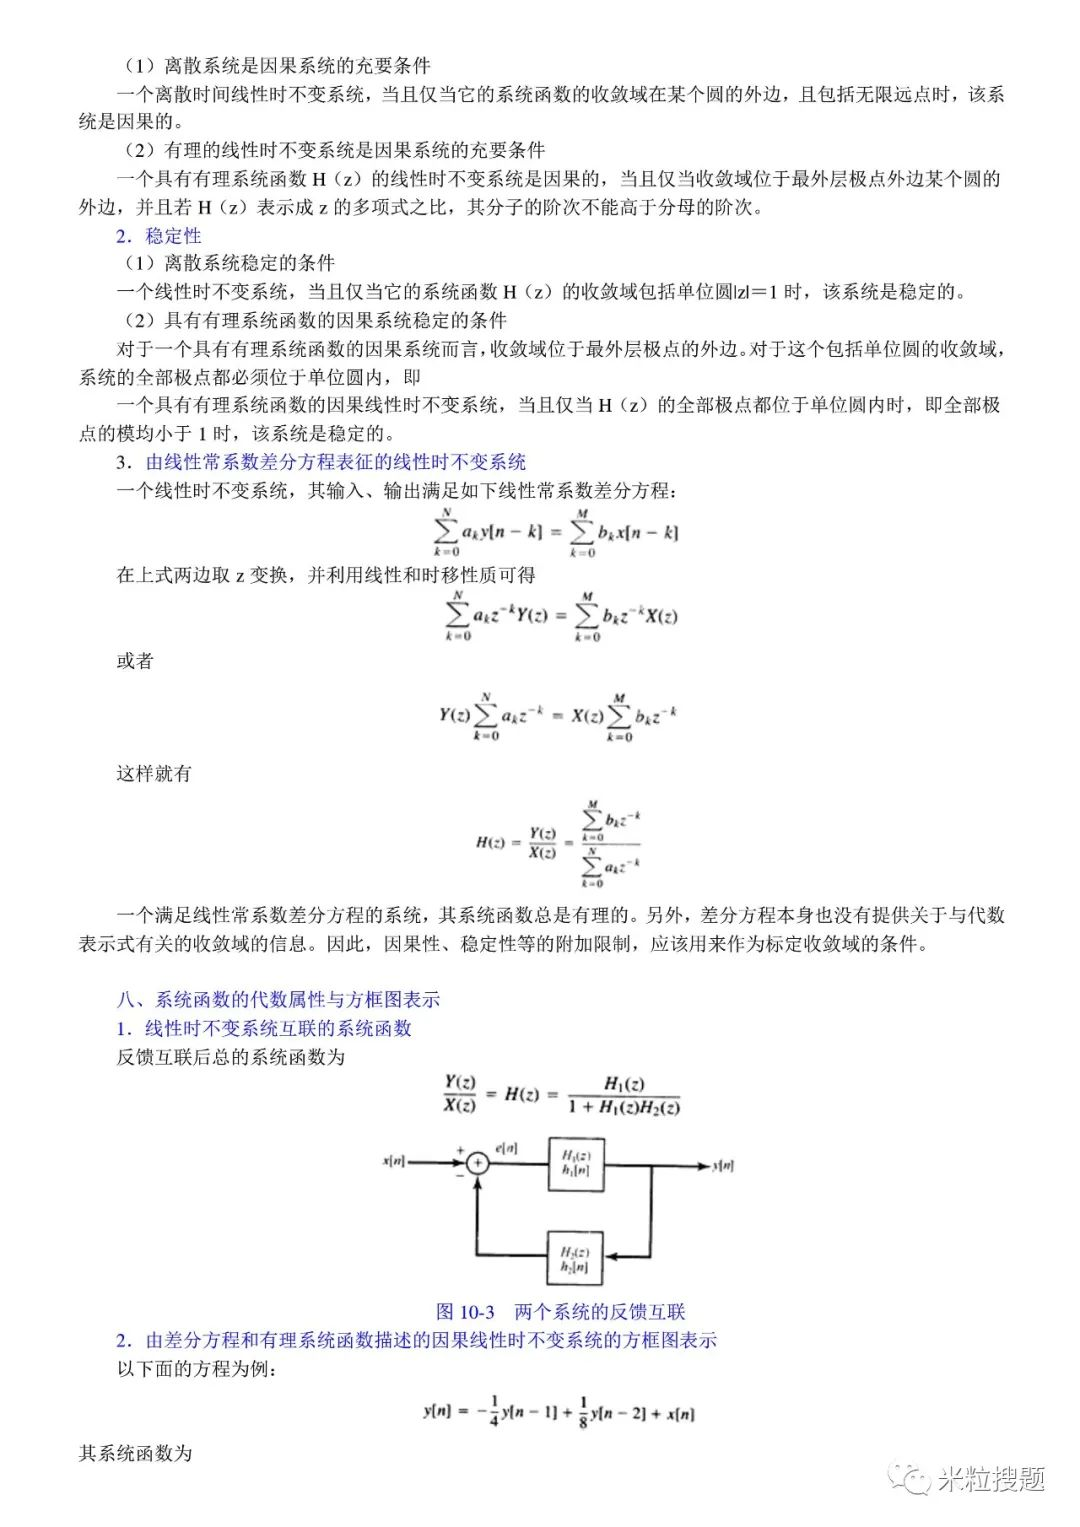 （1）离散系统是因果系统的充要条件
一个离散时间线性时不变系统，当且仅当它的系统函数的收敛域在某个圆的外边，且包括无限远点时，该系
统是因果的。
（2）有理的线性时不变系统是因果系统的充要条件
一个具有有理系统函数 H（z）的线性时不变系统是因果的，当且仅当收敛域位于最外层极点外边某个圆的
外边，并且若 H（z）表示成 z 的多项式之比，其分子的阶次不能高于分母的阶次。
2．稳定性
（1）离散系统稳定的条件
一个线性时不变系统，当且仅当它的系统函数 H（z）的收敛域包括单位圆|z|＝1 时，该系统是稳定的。
（2）具有有理系统函数的因果系统稳定的条件
对于一个具有有理系统函数的因果系统而言，收敛域位于最外层极点的外边。对于这个包括单位圆的收敛域，
系统的全部极点都必须位于单位圆内，即
一个具有有理系统函数的因果线性时不变系统，当且仅当 H（z）的全部极点都位于单位圆内时，即全部极
点的模均小于 1 时，该系统是稳定的。
3．由线性常系数差分方程表征的线性时不变系统
一个线性时不变系统，其输入、输出满足如下线性常系数差分方程：
\sum_{k=0}^{N} a_k y[n − k] = \sum_{k=0}^{M} b_k x[n − k]
在上式两边取 z 变换，并利用线性和时移性质可得
\sum_{k=0}^{N} a_k z^{−k} Y(z) = \sum_{k=0}^{M} b_k z^{−k} X(z)
或者
Y(z) \sum_{k=0}^{N} a_k z^{−k} = X(z) \sum_{k=0}^{M} b_k z^{−k}
这样就有
H(z) = \frac{Y(z)}{X(z)} = \frac{\sum_{k=0}^{M} b_k z^{−k}}{\sum_{k=0}^{N} a_k z^{−k}}
一个满足线性常系数差分方程的系统，其系统函数总是有理的。另外，差分方程本身也没有提供关于与代数
表示式有关的收敛域的信息。因此，因果性、稳定性等的附加限制，应该用来作为标定收敛域的条件。
八、系统函数的代数属性与方框图表示
1．线性时不变系统互联的系统函数
反馈互联后总的系统函数为
\frac{Y(z)}{X(z)} = H(z) = \frac{H_1(z)}{1 + H_1(z)H_2(z)}
x[n]
+
+
−
e[n]
H_1(z)
h_1[n]
y[n]
H_2(z)
h_2[n]
图 10-3 两个系统的反馈互联
2．由差分方程和有理系统函数描述的因果线性时不变系统的方框图表示
以下面的方程为例：
y[n] = −\frac{1}{4}y[n − 1] + \frac{1}{8}y[n − 2] + x[n]
其系统函数为
米粒搜题